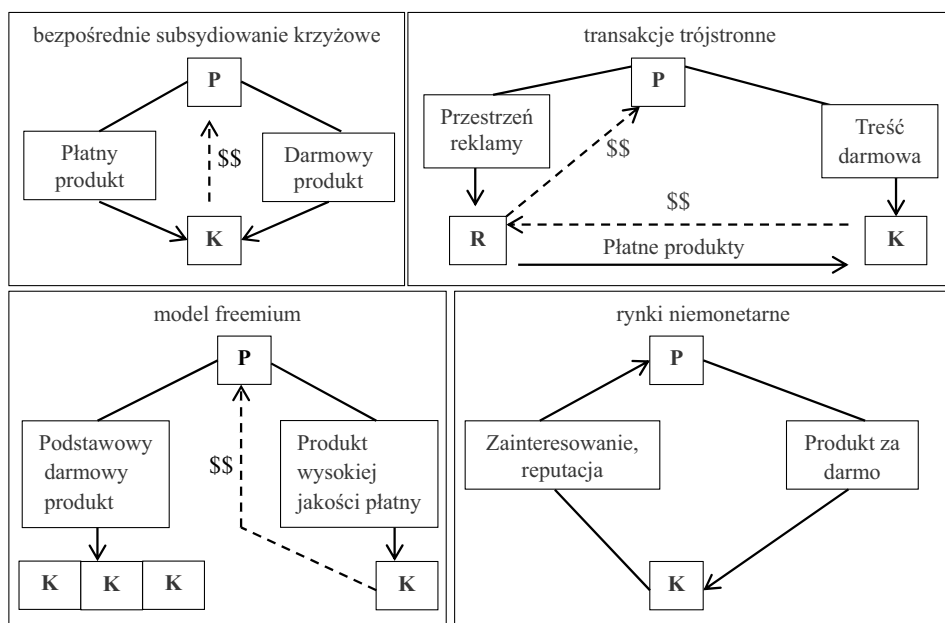 bezpośrednie subsydiowanie krzyżowe
P
Płatny
produkt
$$
Darmowy
produkt
K
transakcje trójstronne
P
Przestrzeń
reklamy
$$
Treść
darmowa
$$
R
Płatne produkty
K
model freemium
P
Podstawowy
darmowy
produkt
$$
Produkt
wysokiej
jakości płatny
K K K
K
rynki niemonetarne
P
Zainteresowanie,
reputacja
Produkt za
darmo
K